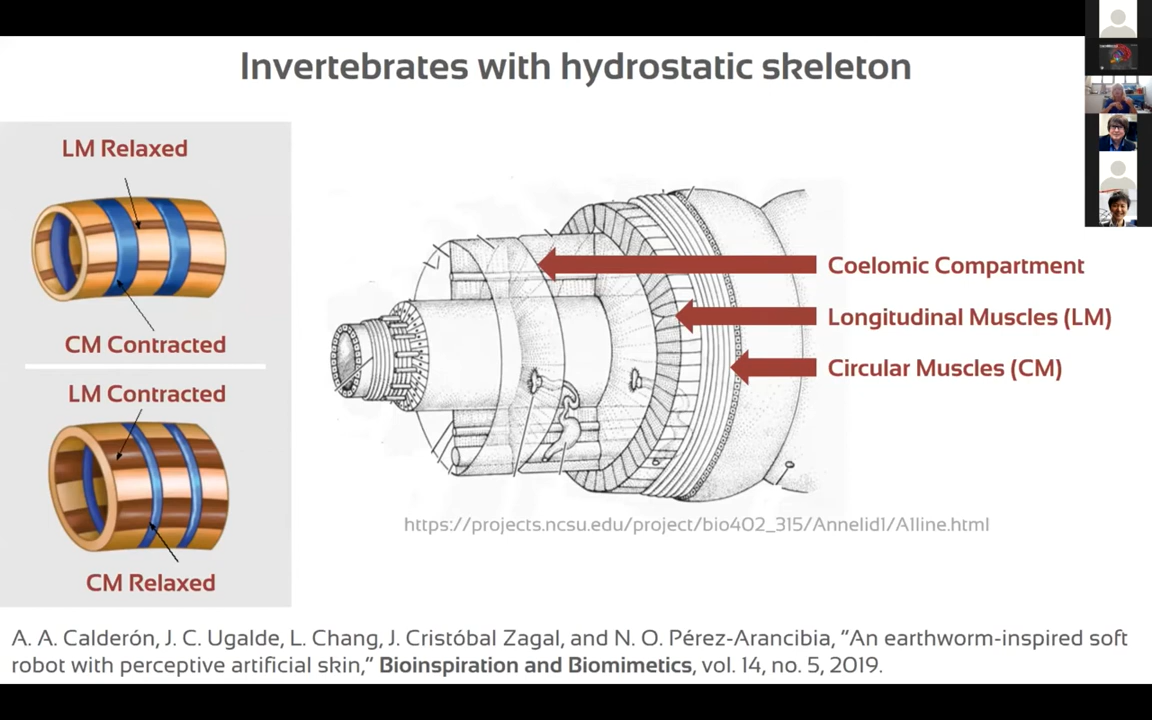 Invertebrates with hydrostatic skeleton
LM Relaxed
CM Contracted
LM Contracted
CM Relaxed
Coelomic Compartment
Longitudinal Muscles (LM)
Circular Muscles (CM)
https://projects.ncsu.edu/project/bio402_315/Annelid1/A1line.html
A. A. Calderón, J. C. Ugalde, L. Chang, J. Cristóbal Zagal, and N. O. Pérez-Arancibia, “An earthworm-inspired soft
robot with perceptive artificial skin,” Bioinspiration and Biomimetics, vol. 14, no. 5, 2019.